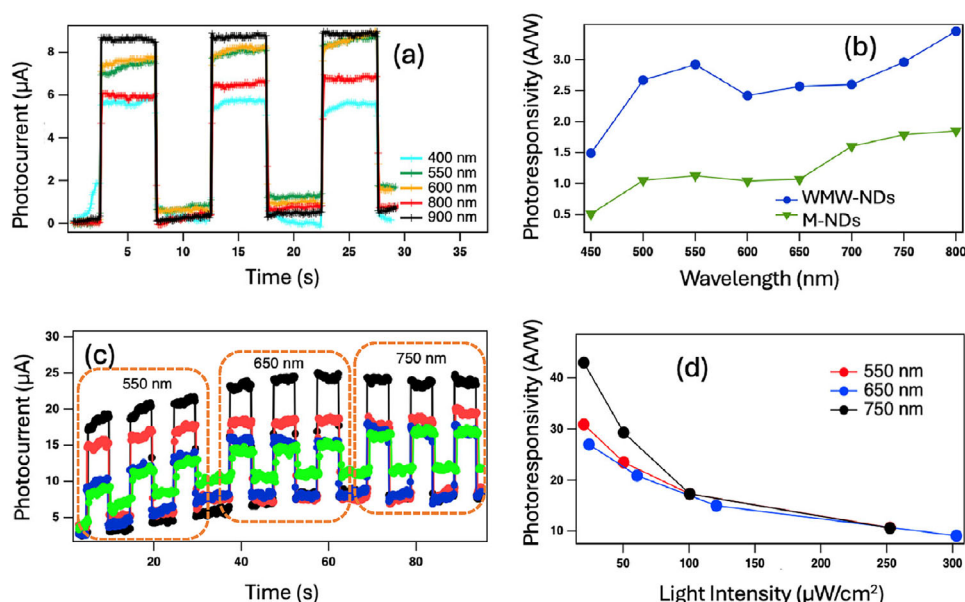 (a)
Photocurrent (µA)
8
6
4
2
0
5 10 15 20 25 30 35
Time (s)
400 nm
550 nm
600 nm
800 nm
900 nm
(b)
Photoresponsivity (A/W)
3.0
2.5
2.0
1.5
1.0
0.5
450 500 550 600 650 700 750 800
Wavelength (nm)
WMW-NDs
M-NDs
(c)
Photocurrent (µA)
30
25
20
15
10
5
20 40 60 80
Time (s)
550 nm
650 nm
750 nm
(d)
Photoresponsivity (A/W)
40
30
20
10
50 100 150 200 250 300
Light Intensity (µW/cm²)
550 nm
650 nm
750 nm